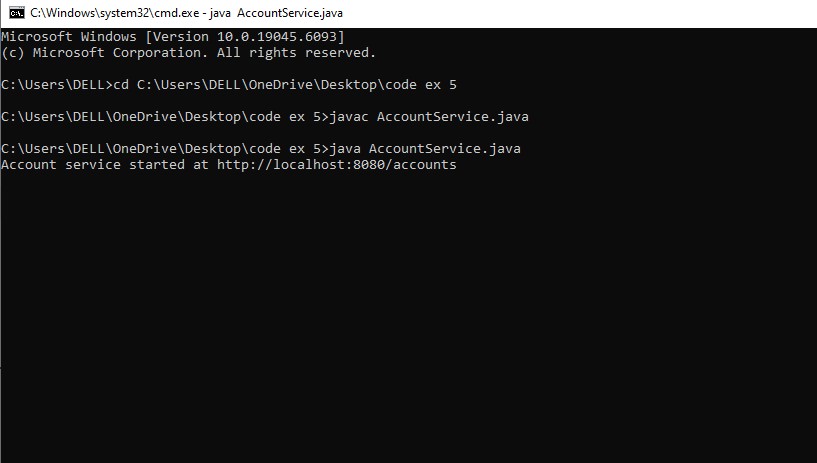 C:\Windows\system32\cmd.exe - java  AccountService.java
Microsoft Windows [Version 10.0.19045.6093]
(c) Microsoft Corporation. All rights reserved.
C:\Users\DELL>cd C:\Users\DELL\OneDrive\Desktop\code ex 5
C:\Users\DELL\OneDrive\Desktop\code ex 5>javac AccountService.java
C:\Users\DELL\OneDrive\Desktop\code ex 5>java AccountService.java
Account service started at http://localhost:8080/accounts